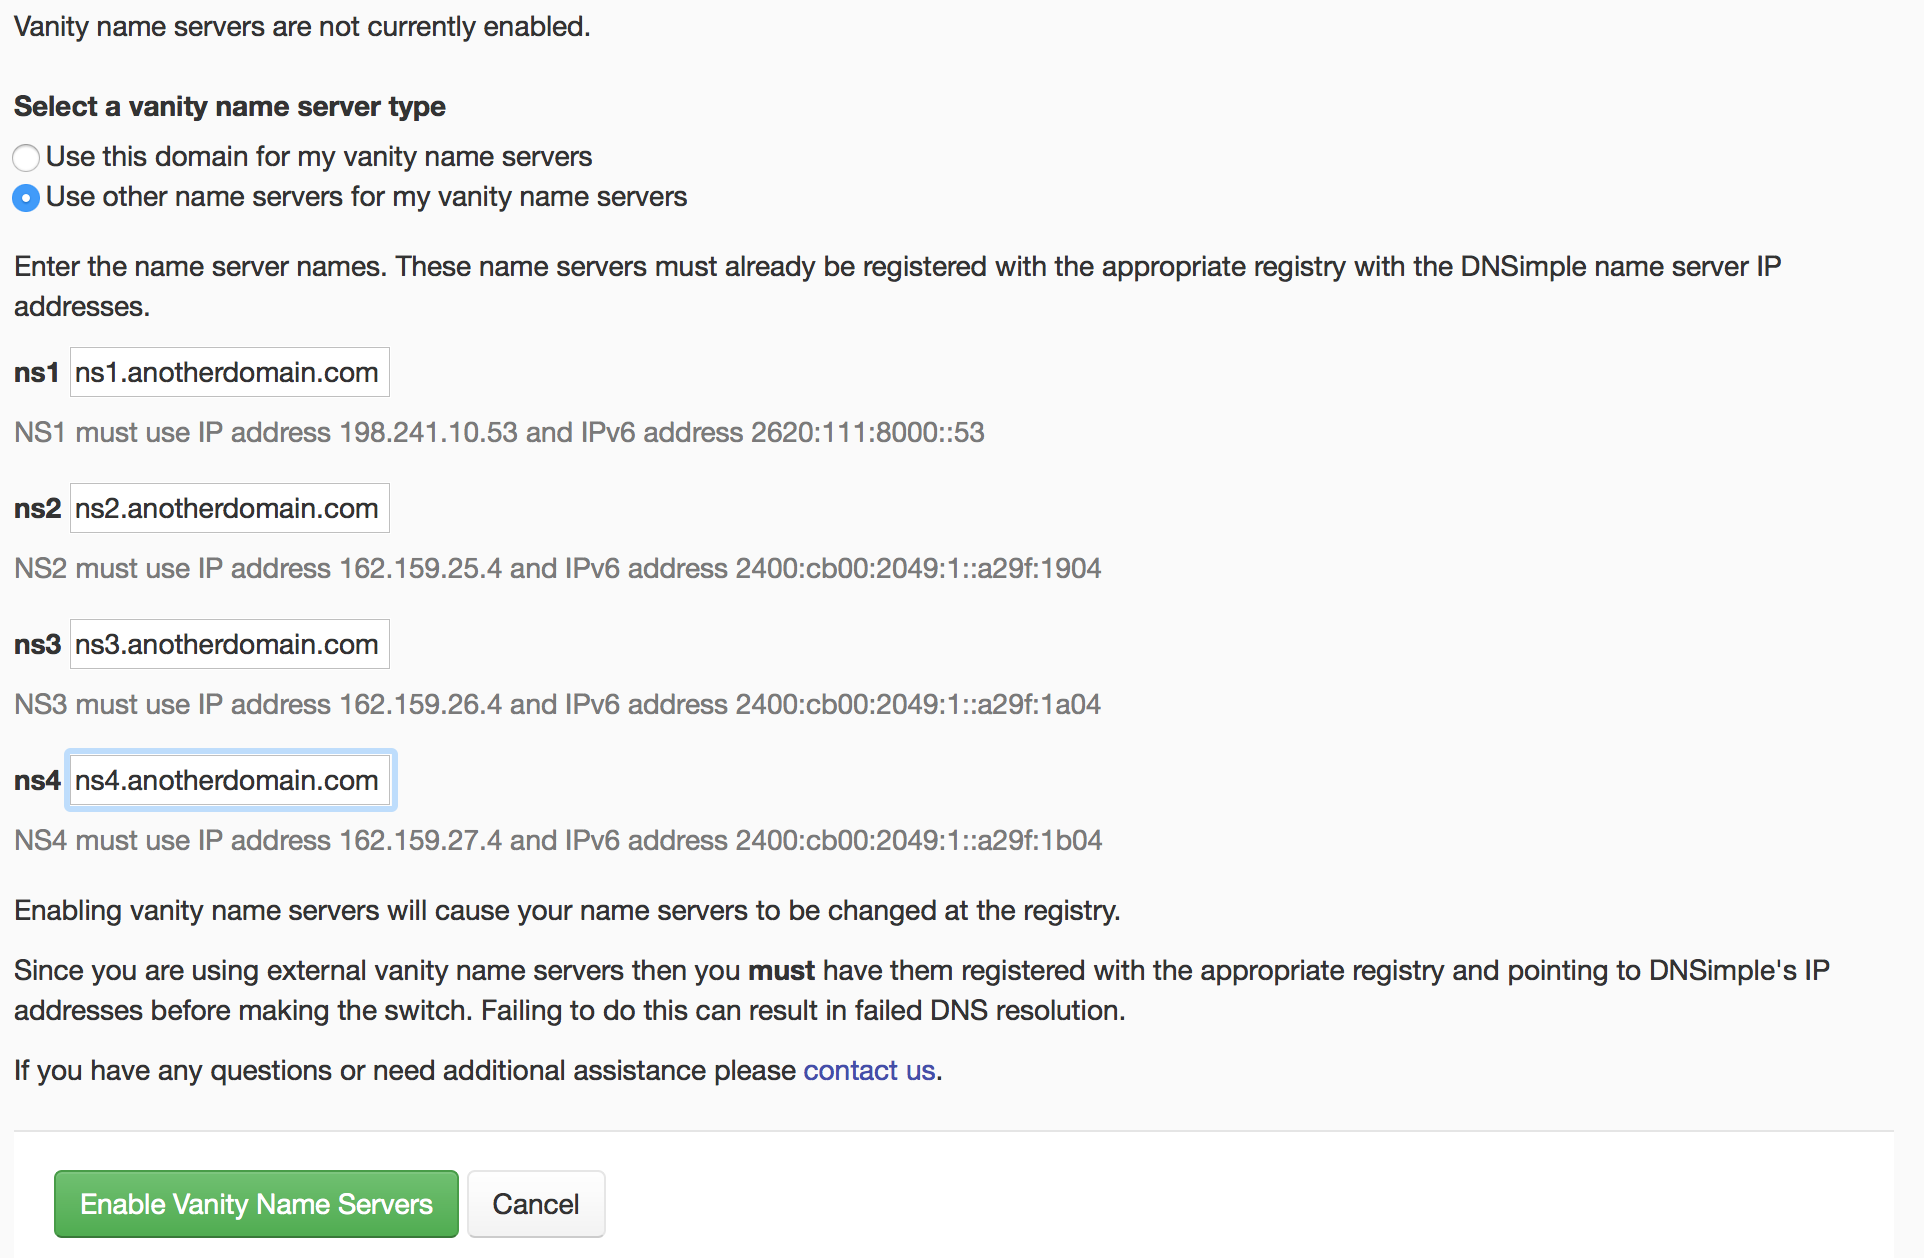 Vanity name servers are not currently enabled.
Select a vanity name server type
Use this domain for my vanity name servers
Use other name servers for my vanity name servers
Enter the name server names. These name servers must already be registered with the appropriate registry with the DNSimple name server IP
addresses.
ns1 ns1.anotherdomain.com
NS1 must use IP address 198.241.10.53 and IPv6 address 2620:111:8000::53
ns2 ns2.anotherdomain.com
NS2 must use IP address 162.159.25.4 and IPv6 address 2400:cb00:2049:1::a29f:1904
ns3 ns3.anotherdomain.com
NS3 must use IP address 162.159.26.4 and IPv6 address 2400:cb00:2049:1::a29f:1a04
ns4 ns4.anotherdomain.com
NS4 must use IP address 162.159.27.4 and IPv6 address 2400:cb00:2049:1::a29f:1b04
Enabling vanity name servers will cause your name servers to be changed at the registry.
Since you are using external vanity name servers then you must have them registered with the appropriate registry and pointing to DNSimple's IP
addresses before making the switch. Failing to do this can result in failed DNS resolution.
If you have any questions or need additional assistance please contact us.
Enable Vanity Name Servers Cancel